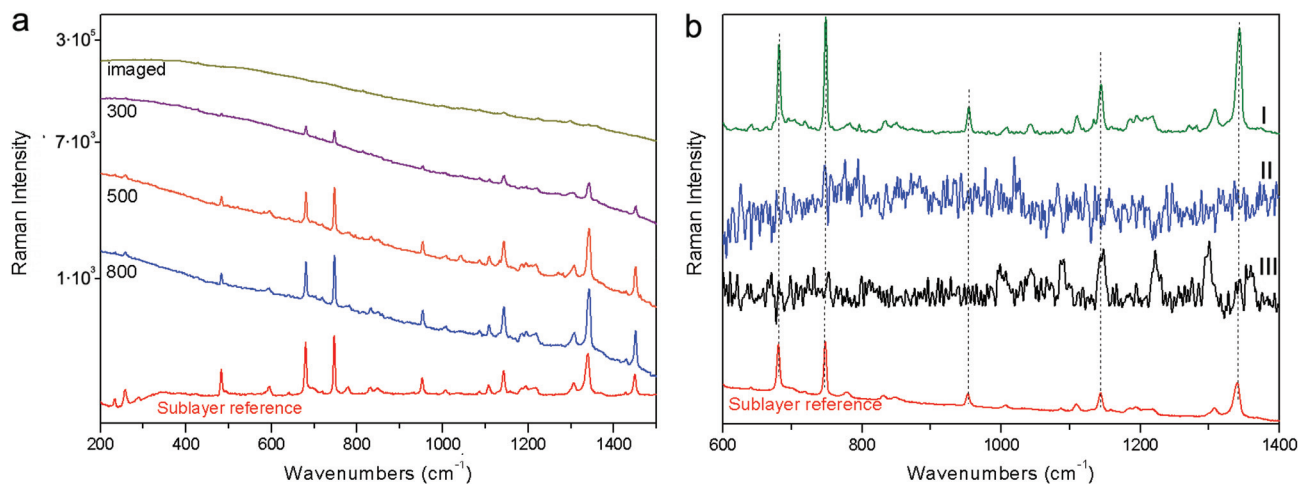 a
3·10⁵
7·10³
1·10³
Raman Intensity
imaged
300
500
800
Sublayer reference
200 400 600 800 1000 1200 1400
Wavenumbers (cm⁻¹)
b
Raman Intensity
I
II
III
Sublayer reference
600 800 1000 1200 1400
Wavenumbers (cm⁻¹)